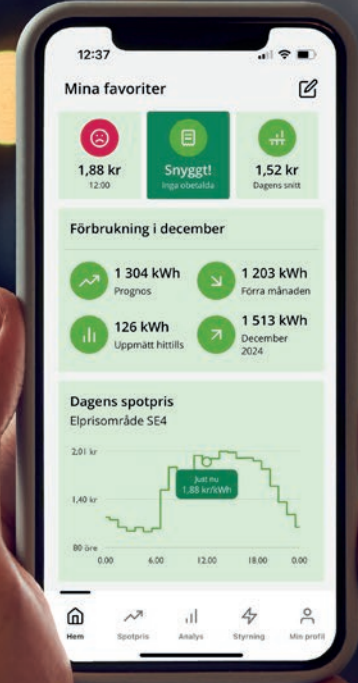 12:37
Mina favoriter
1,88 kr
12:00
Snyggt!
Inga obetalda
1,52 kr
Dagens snitt
Förbrukning i december
1 304 kWh
Prognos
1 203 kWh
Förra månaden
126 kWh
Uppmätt hittills
1 513 kWh
December
2024
Dagens spotpris
Elprisområde SE4
2,01 kr
Just nu
1,88 kr/kWh
1,40 kr
80 öre
0.00 6.00 12.00 18.00 0.00
Hem Spotpris Analys Styrning Min profil